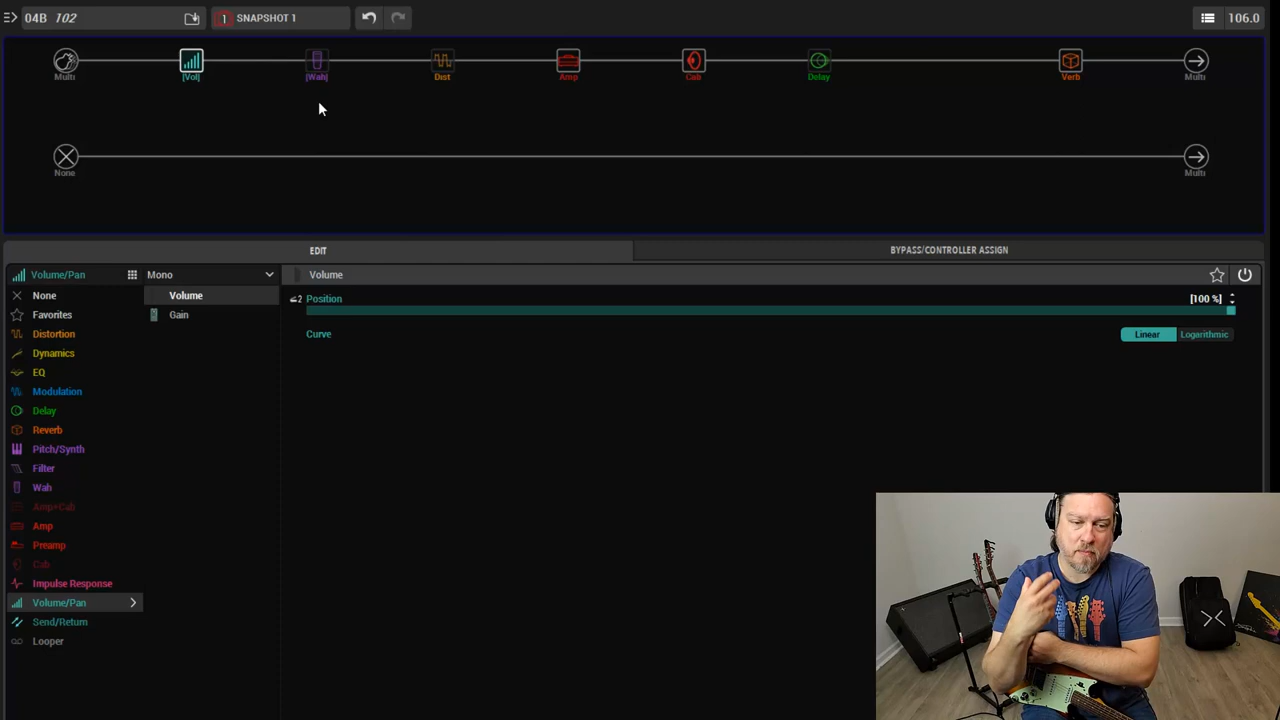 04B 102
1 SNAPSHOT 1
106.0
Multi
[Vol]
[Wah]
Dist
Amp
Cab
Delay
Verb
Multi
None
Multi
EDIT
BYPASS/CONTROLLER ASSIGN
Volume/Pan
Mono
Volume
None
Favorites
Distortion
Dynamics
EQ
Modulation
Delay
Reverb
Pitch/Synth
Filter
Wah
Amp+Cab
Amp
Preamp
Cab
Impulse Response
Volume/Pan
Send/Return
Looper
Volume
Gain
2 Position
[100 %]
Curve
Linear
Logarithmic